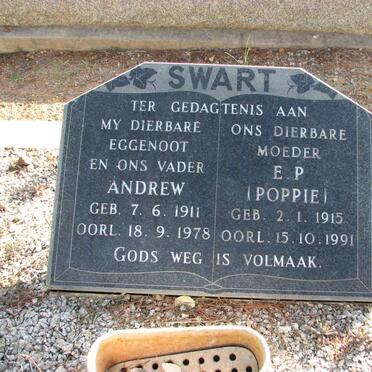 SWART
TER GEDAGTENIS AAN
MY DIERBARE
EGGENOOT
EN ONS VADER
ANDREW
GEB. 7. 6. 1911
OORL. 18. 9. 1978
ONS DIERBARE
MOEDER
E. P
(POPPIE)
GEB. 2. 1. 1915
OORL. 15. 10. 1991
GODS WEG IS VOLMAAK.